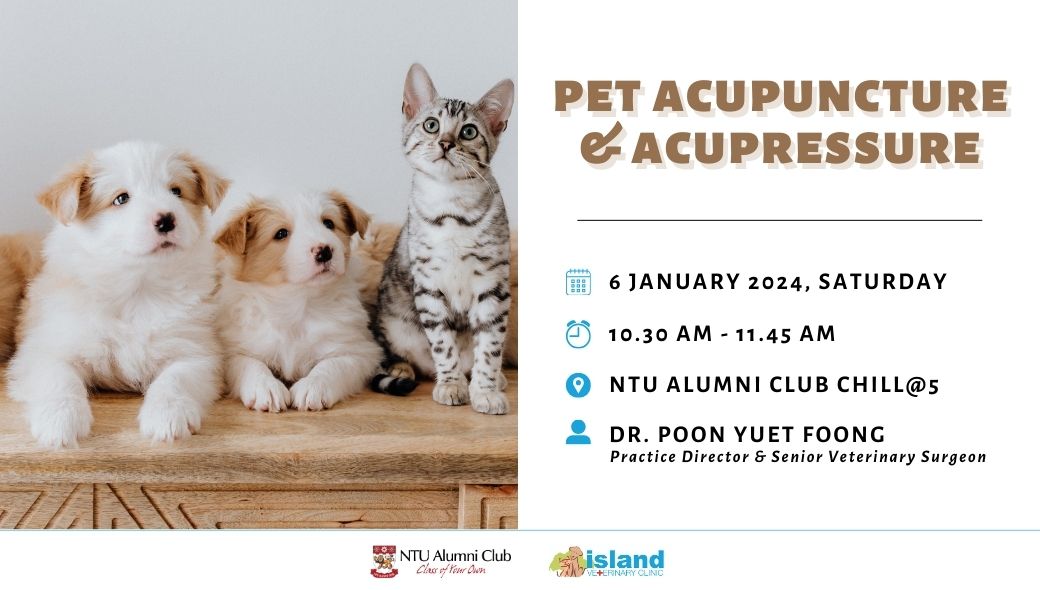 PET ACUPUNCTURE
& ACUPRESSURE
6 JANUARY 2024, SATURDAY
10.30 AM - 11.45 AM
NTU ALUMNI CLUB CHILL@5
DR. POON YUET FOONG
Practice Director & Senior Veterinary Surgeon
NTU Alumni Club
Class of Your Own
island
VETERINARY CLINIC